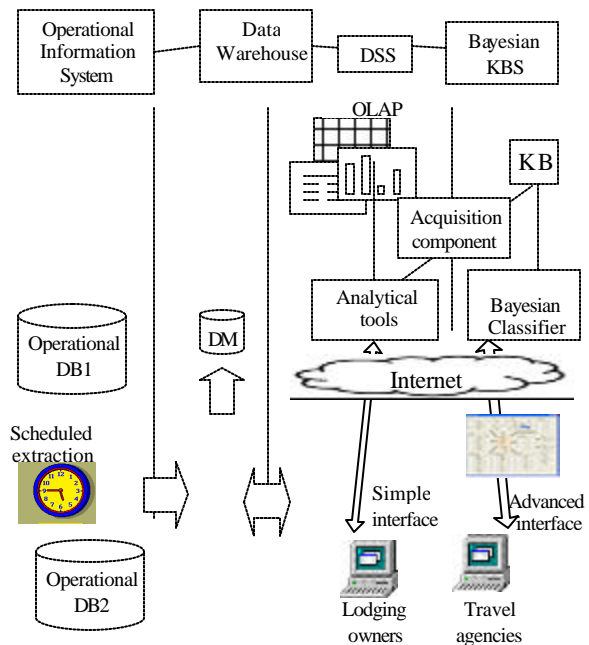 Operational
Information
System
Data
Warehouse
DSS
Bayesian
KBS
OLAP
KB
Acquisition
component
Analytical
tools
Bayesian
Classifier
Operational
DB1
DM
Internet
Scheduled
extraction
Simple
interface
Advanced
interface
Operational
DB2
Lodging
owners
Travel
agencies